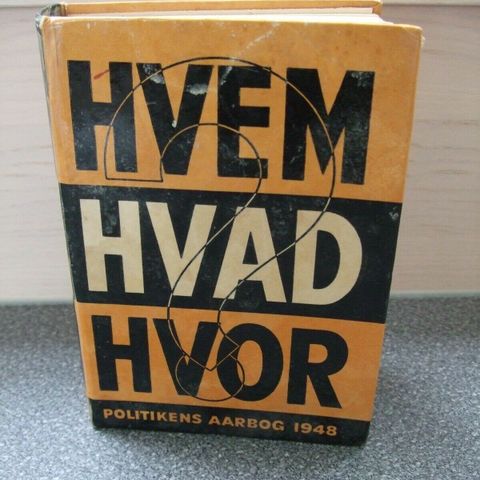 HVEM
HVAD
HVOR
POLITIKENS AARBOG 1948